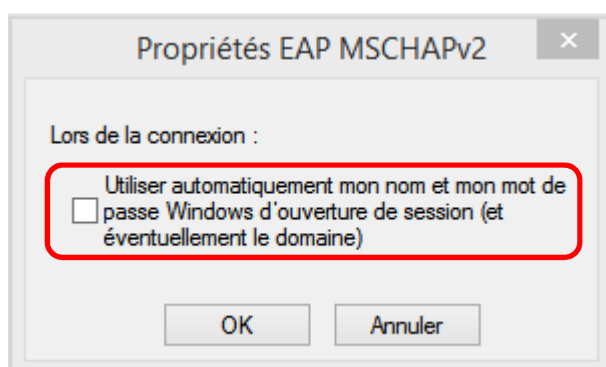 Propriétés EAP MSCHAPv2
Lors de la connexion :
Utiliser automatiquement mon nom et mon mot de
passe Windows d'ouverture de session (et
éventuellement le domaine)
OK
Annuler